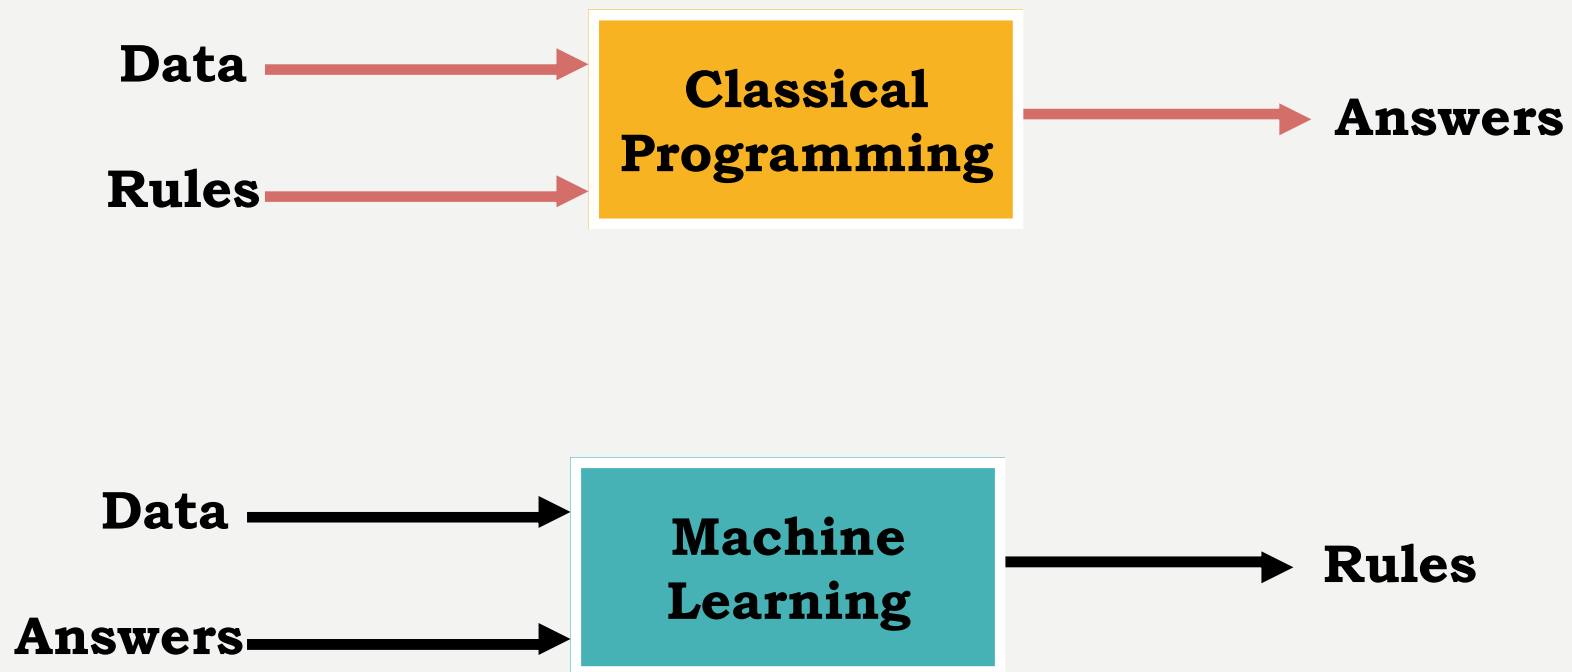 Data
Rules
Classical
Programming
Answers
Data
Answers
Machine
Learning
Rules